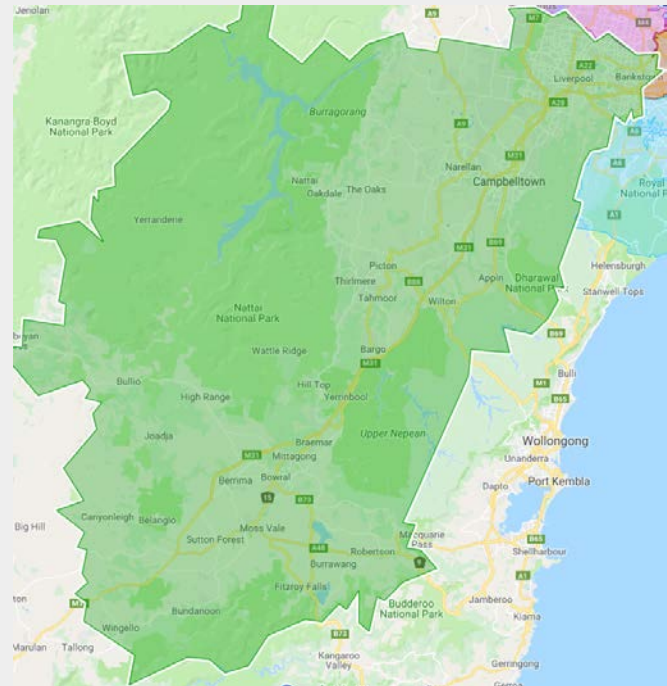 Jenolan
A9
M7
M4
A22
Liverpool
Bankstown
Burragorang
A28
Kanangra-Boyd
National Park
A9
M31
Narellan
Campbelltown
A6
A3
Royal
National Pa
A1
Nattai
Oakdale
The Oaks
Yerranderie
M31
B69
Picton
Helensburgh
Thirlmere
B88
Appin
Dharawal
National Park
Stanwell Tops
Tahmoor
Wilton
Nattai
National Park
B69
Wattle Ridge
Bargo
M31
Bulli
M1
B65
Bullio
Hill Top
Yerrinbool
High Range
Joadja
Braemar
Upper Nepean
Wollongong
M31
Mittagong
Unanderra
Berrima
Bowral
Dapto
Port Kembla
15
B73
Canyonleigh
Belanglo
Big Hill
Moss Vale
Macquarie
Pass
B65
Sutton Forest
A48
Robertson
Shellharbour
Burrawang
9
A1
Fitzroy Falls
Budderoo
National Park
Jamberoo
Bundanoon
Kiama
Wingello
B73
Marulan
Tallong
Kangaroo
Valley
Gerringong